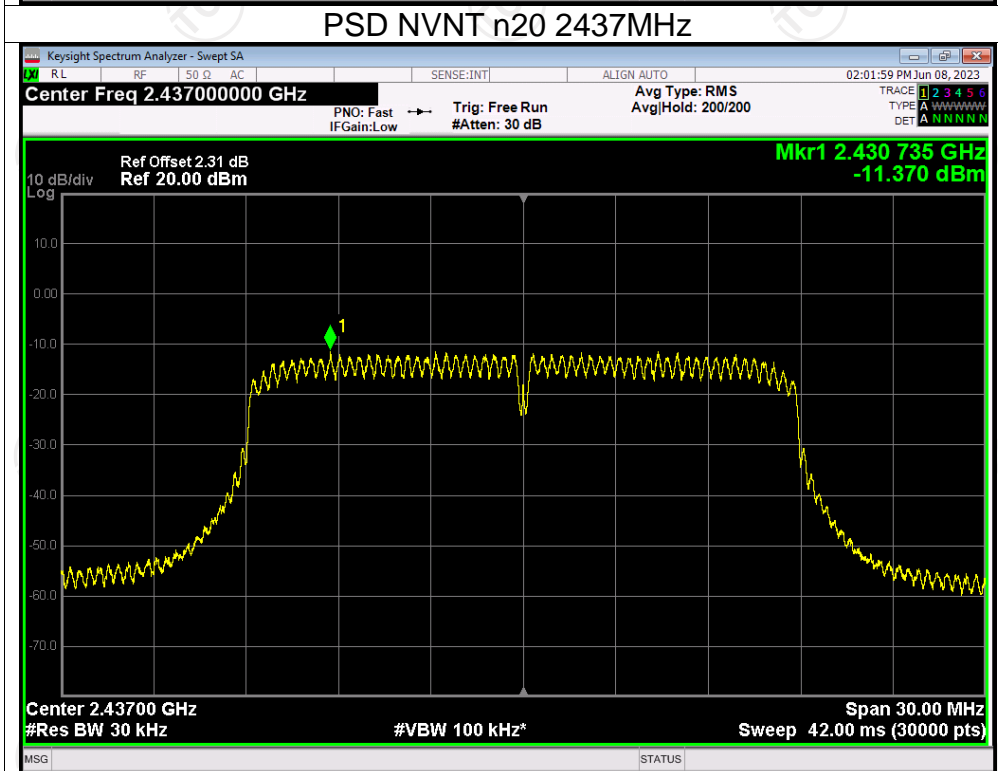 PSD NVNT n20 2437MHz
Keysight Spectrum Analyzer - Swept SA
LXI RL RF 50 Ω AC SENSE:INT ALIGN AUTO 02:01:59 PM Jun 08, 2023
Center Freq 2.437000000 GHz
PNO: Fast Trig: Free Run Avg Type: RMS TRACE 1 2 3 4 5 6
IFGain:Low #Atten: 30 dB Avg|Hold: 200/200 TYPE A WWWWW
DET A N N N N N
Mkr1 2.430 735 GHz
-11.370 dBm
Ref Offset 2.31 dB
10 dB/div Ref 20.00 dBm
Log
10.0
0.00
1
-10.0
-20.0
-30.0
-40.0
-50.0
-60.0
-70.0
Center 2.43700 GHz Span 30.00 MHz
#Res BW 30 kHz #VBW 100 kHz* Sweep 42.00 ms (30000 pts)
MSG STATUS